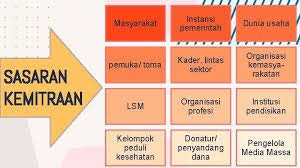 SASARAN
KEMITRAAN
Masyarakat
Instansi
pemerintah
Dunia usaha
pemuka/ toma
Kader, lintas
sektor
Organisasi
kemasya-
rakatan
LSM
Organisasi
profesi
Institusi
pendisikan
Kelompok
peduli
kesehatan
Donatur/
penyandang
dana
Pengelola
Media Massa